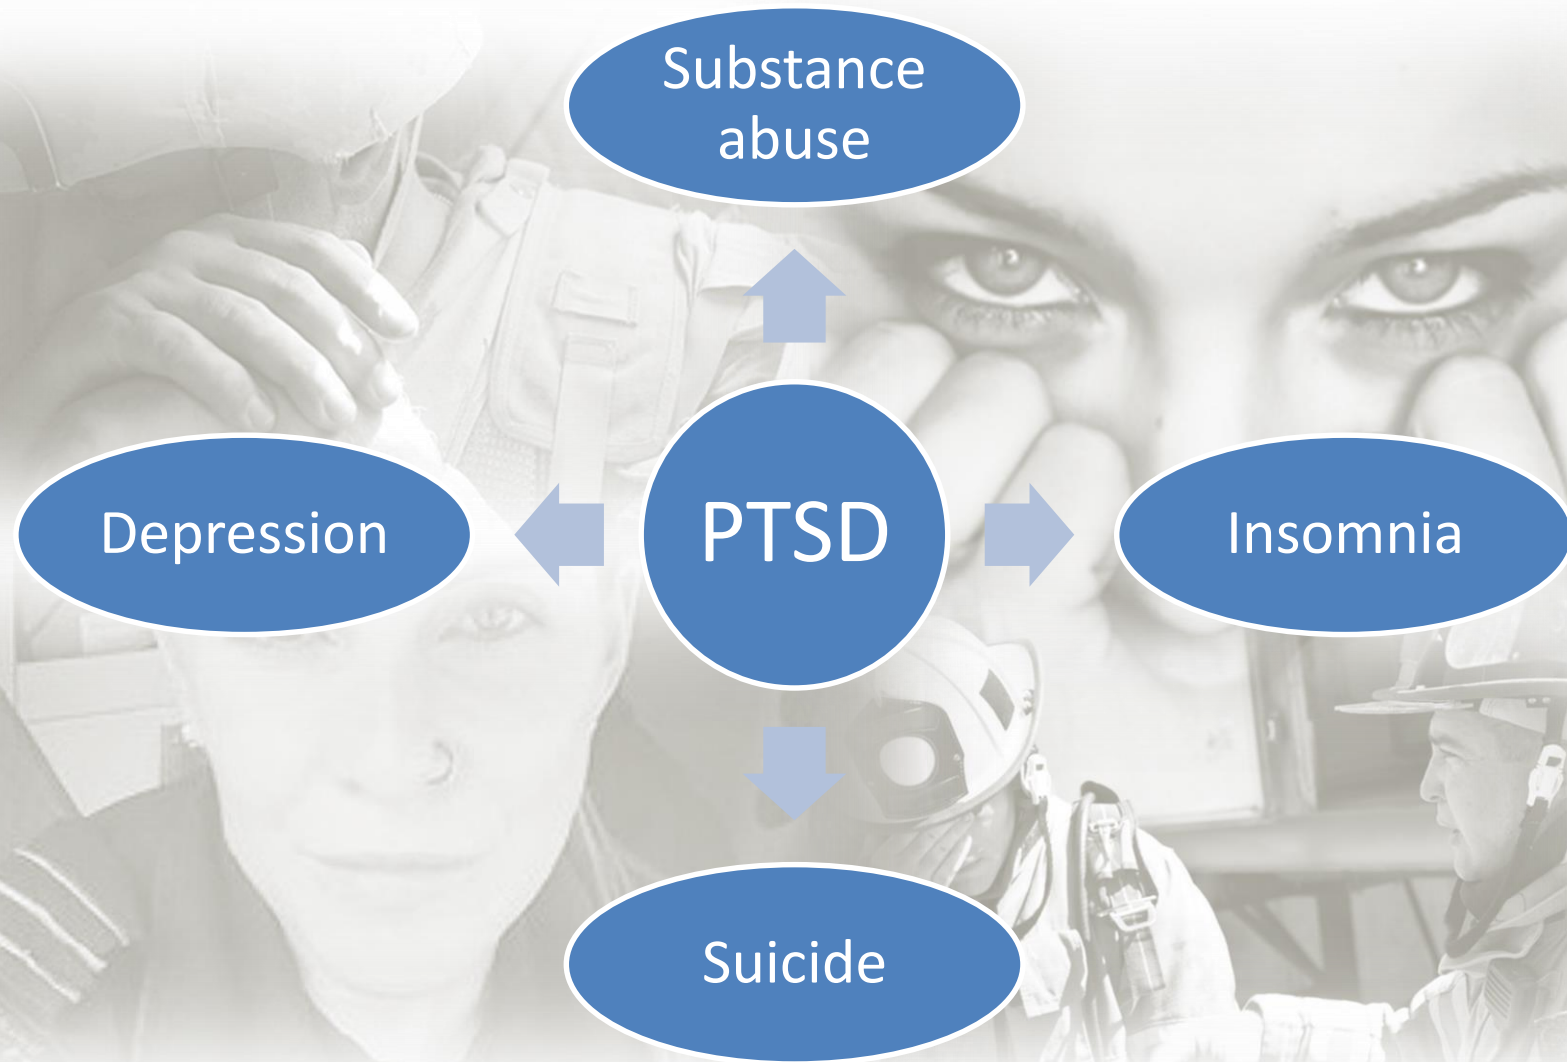 Substance
abuse
Depression
PTSD
Insomnia
Suicide